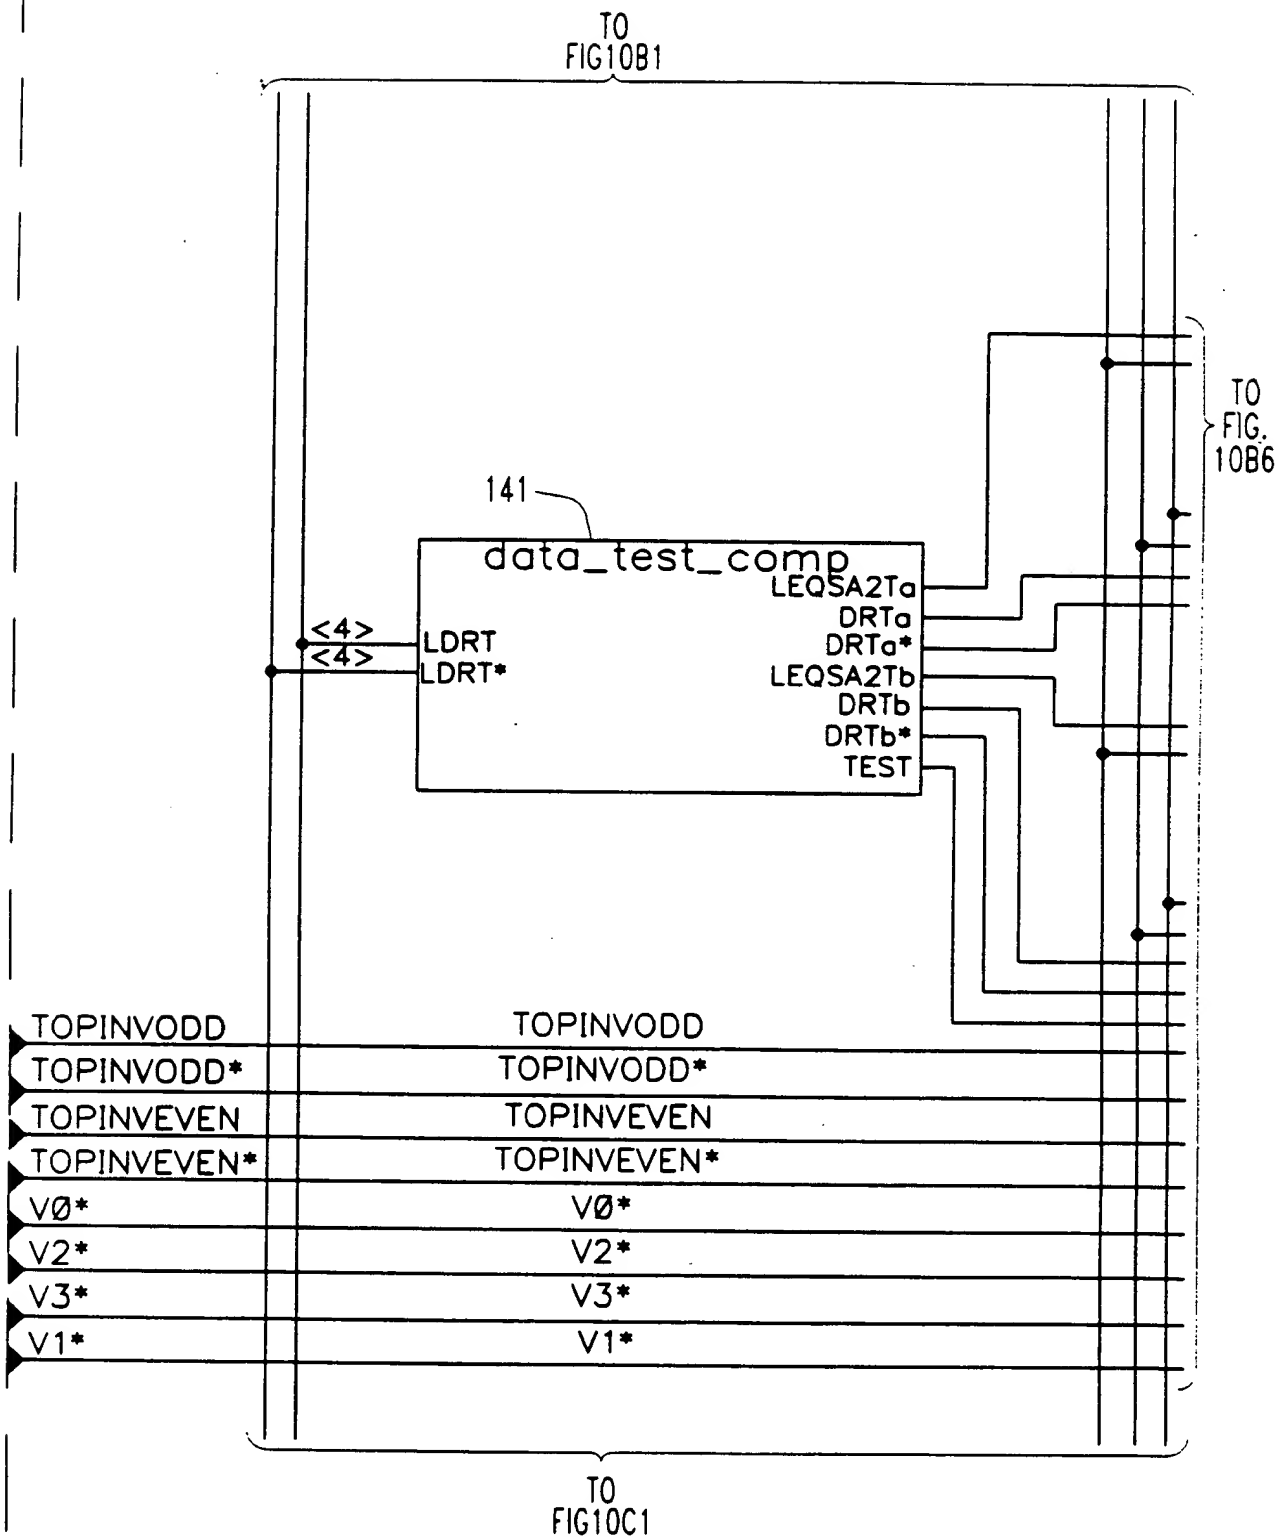 TO
FIG10B1
TO
FIG.
10B6
141
data_test_comp
LEQSA2Ta
DRTa
<4> LDRT DRTa*
<4> LDRT* LEQSA2Tb
DRTb
DRTb*
TEST
TOPINVODD TOPINVODD
TOPINVODD* TOPINVODD*
TOPINVEVEN TOPINVEVEN
TOPINVEVEN* TOPINVEVEN*
VØ* VØ*
V2* V2*
V3* V3*
V1* V1*
TO
FIG10C1